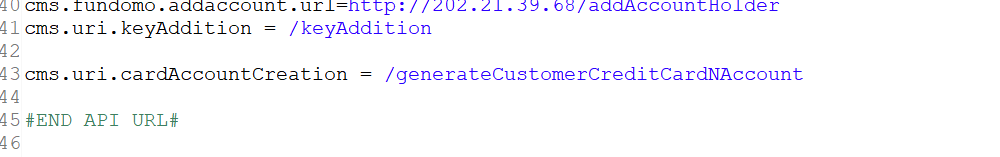 40 cms.fundomo.addaccount.url=http://202.21.39.68/addAccountHolder
41 cms.uri.keyAddition = /keyAddition
42
43 cms.uri.cardAccountCreation = /generateCustomerCreditCardNAccount
44
45 #END API URL#
46